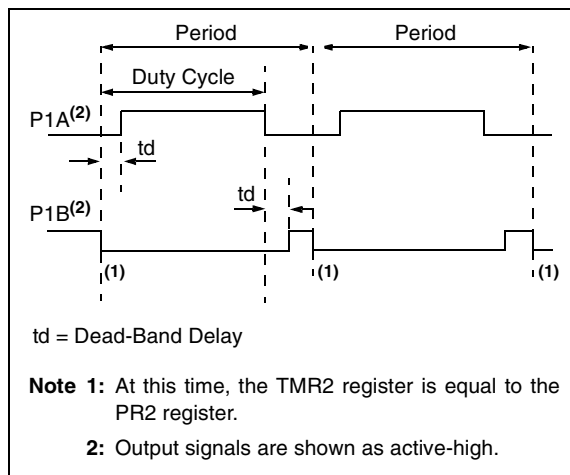 Period Period
Duty Cycle
P1A(2)
td
td
P1B(2)
(1) (1) (1)
td = Dead-Band Delay
Note 1: At this time, the TMR2 register is equal to the
PR2 register.
2: Output signals are shown as active-high.